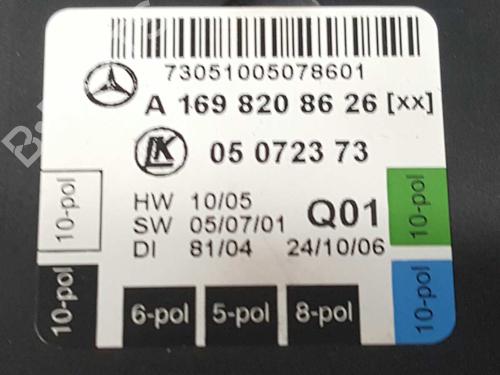 73051005078601
A 169 820 86 26 [xx]
LK 05 0723 73
HW 10/05
SW 05/07/01 Q01
DI 81/04 24/10/06
10-pol
10-pol
10-pol
10-pol
6-pol 5-pol 8-pol